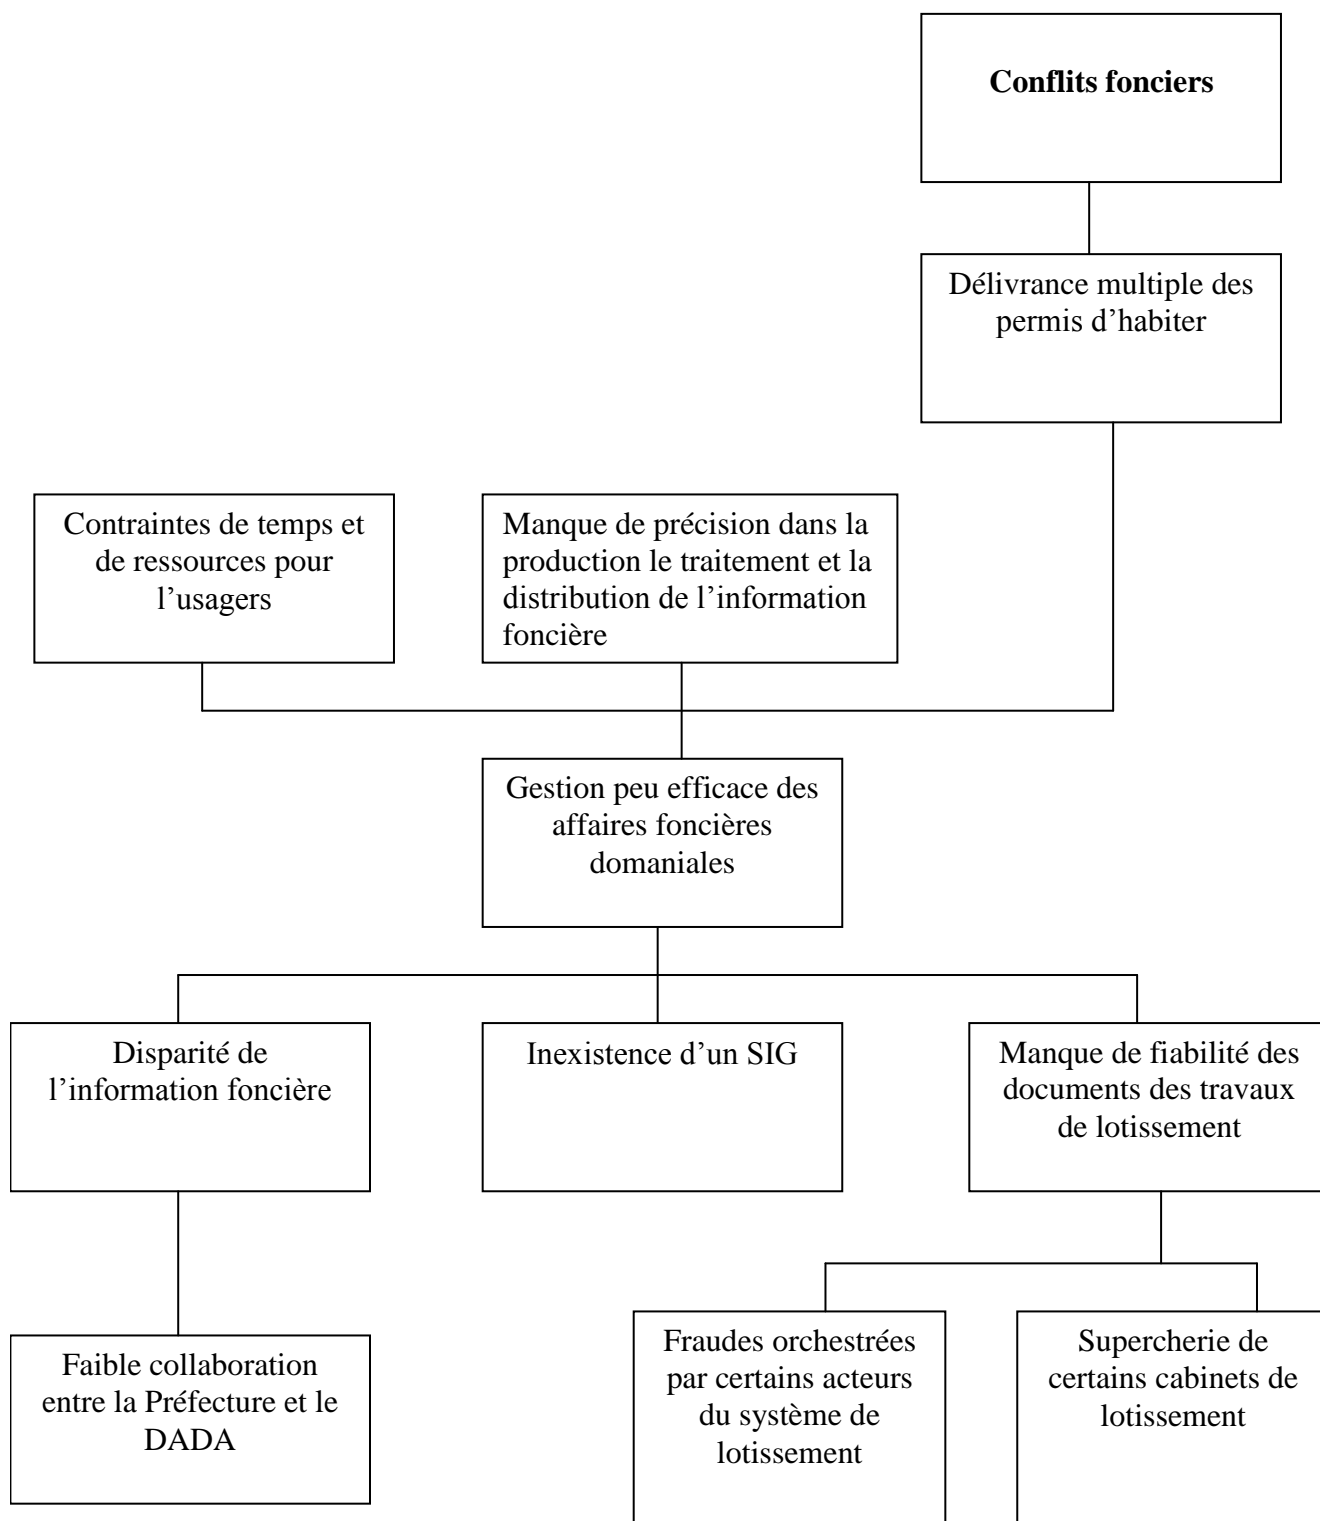 Conflits fonciers
Délivrance multiple des
permis d’habiter
Contraintes de temps et
de ressources pour
l’usagers
Manque de précision dans la
production le traitement et la
distribution de l’information
foncière
Gestion peu efficace des
affaires foncières
domaniales
Disparité de
l’information foncière
Inexistence d’un SIG
Manque de fiabilité des
documents des travaux
de lotissement
Faible collaboration
entre la Préfecture et le
DADA
Fraudes orchestrées
par certains acteurs
du système de
lotissement
Supercherie de
certains cabinets de
lotissement